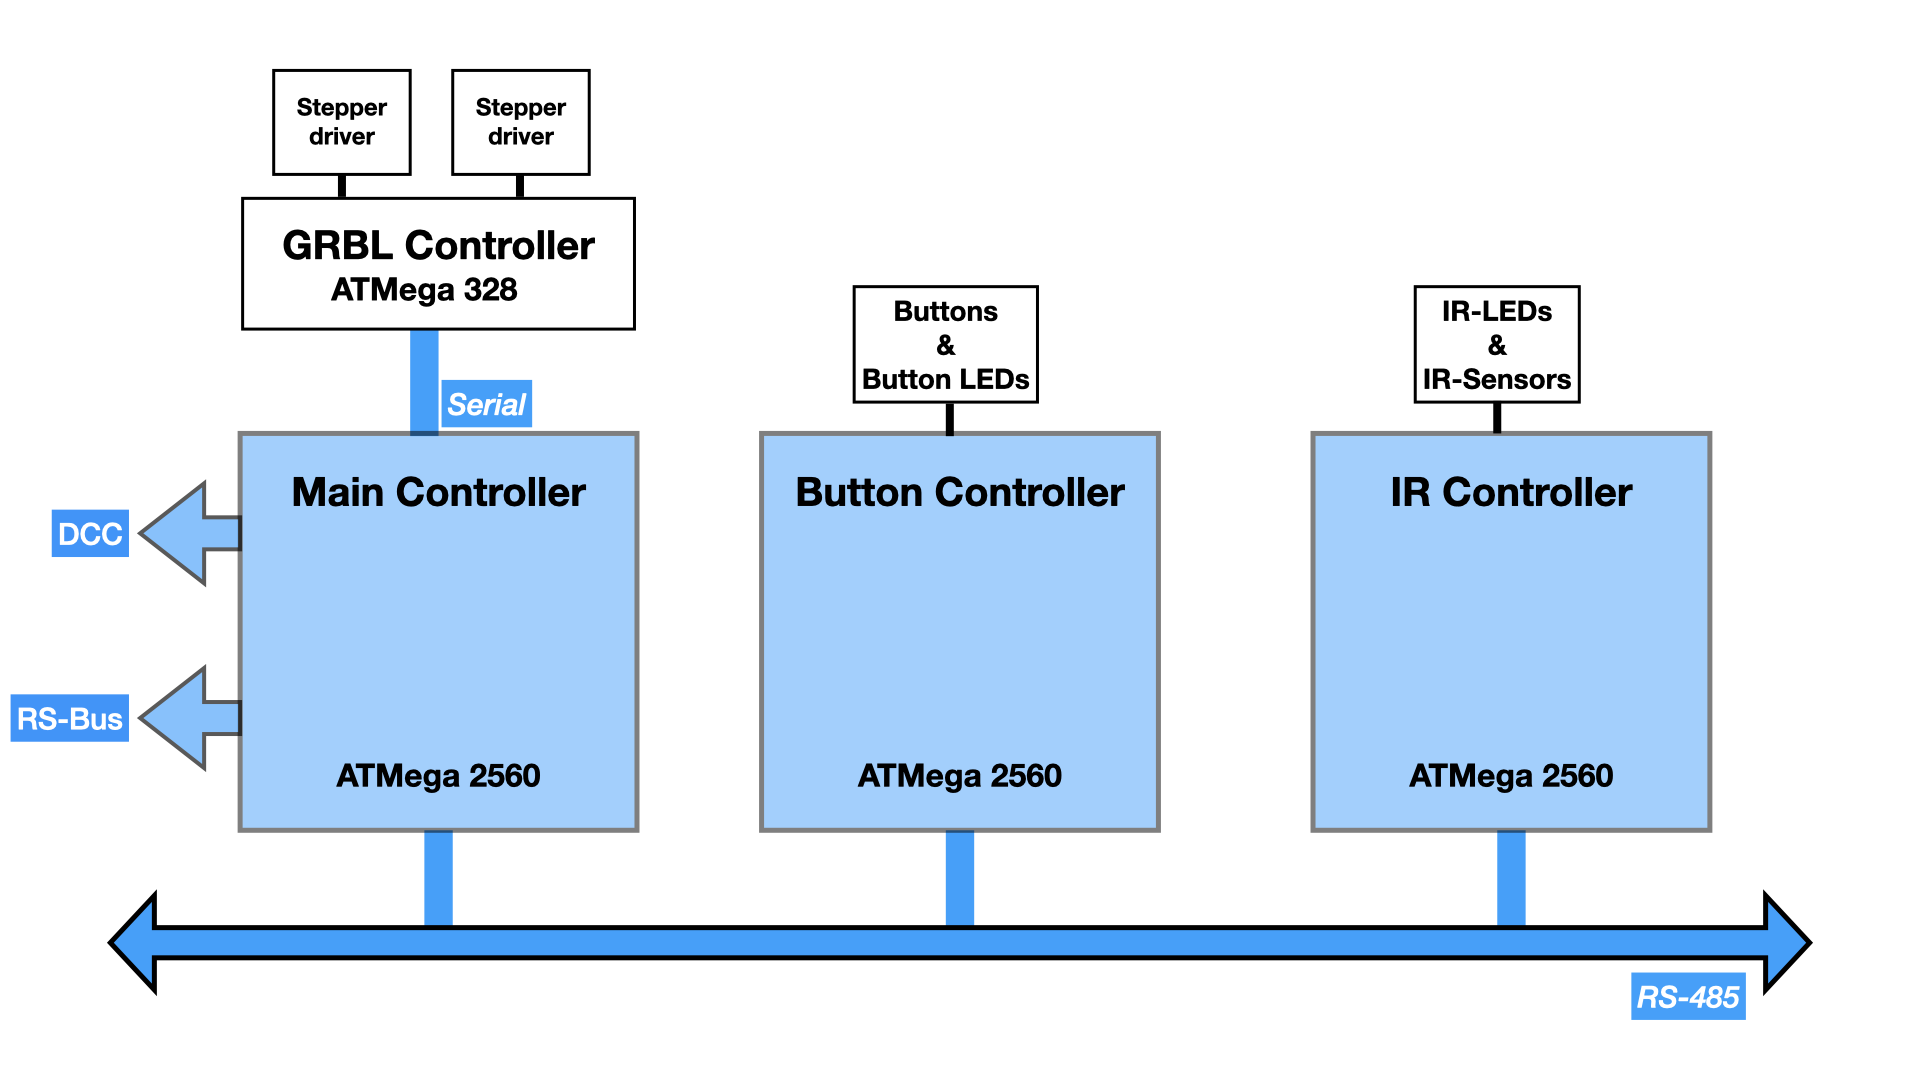 Stepper
driver
Stepper
driver
GRBL Controller
ATMega 328
Serial
Buttons
&
Button LEDs
IR-LEDs
&
IR-Sensors
Main Controller
ATMega 2560
Button Controller
ATMega 2560
IR Controller
ATMega 2560
DCC
RS-Bus
RS-485